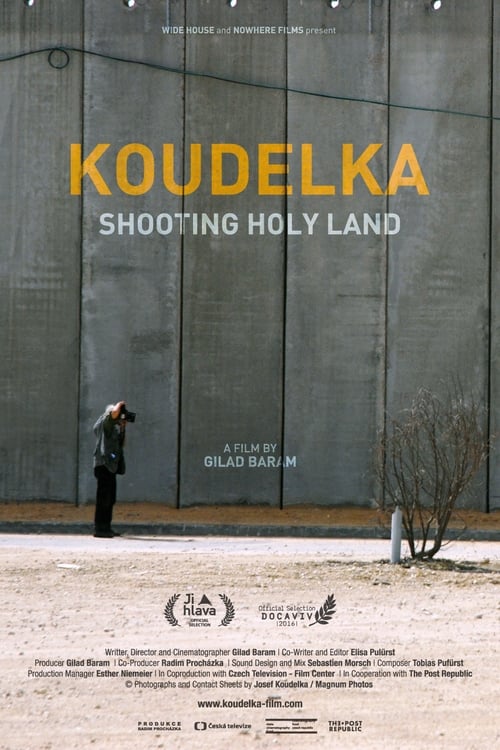 WIDE HOUSE and NOWHERE FILMS present
KOUDELKA
SHOOTING HOLY LAND
A FILM BY
GILAD BARAM
Ji
hlava
OFFICIAL
SELECTION
Official Selection
DOCAVIV
(2016)
Writter, Director and Cinematographer Gilad Baram | Co-Writer and Editor Elisa Pulürst
Producer Gilad Baram | Co-Producer Radim Procházka | Sound Design and Mix Sebastien Morsch | Composer Tobias Pufürst
Production Manager Esther Niemeier | In Coproduction with Czech Television - Film Center | In Cooperation with The Post Republic
© Photographs and Contact Sheets by Josef Koudelka / Magnum Photos
www.koudelka-film.com
PRODUKCE
RADIM PROCHÁZKA
Česká televize
THE•POST
REPUBLIC